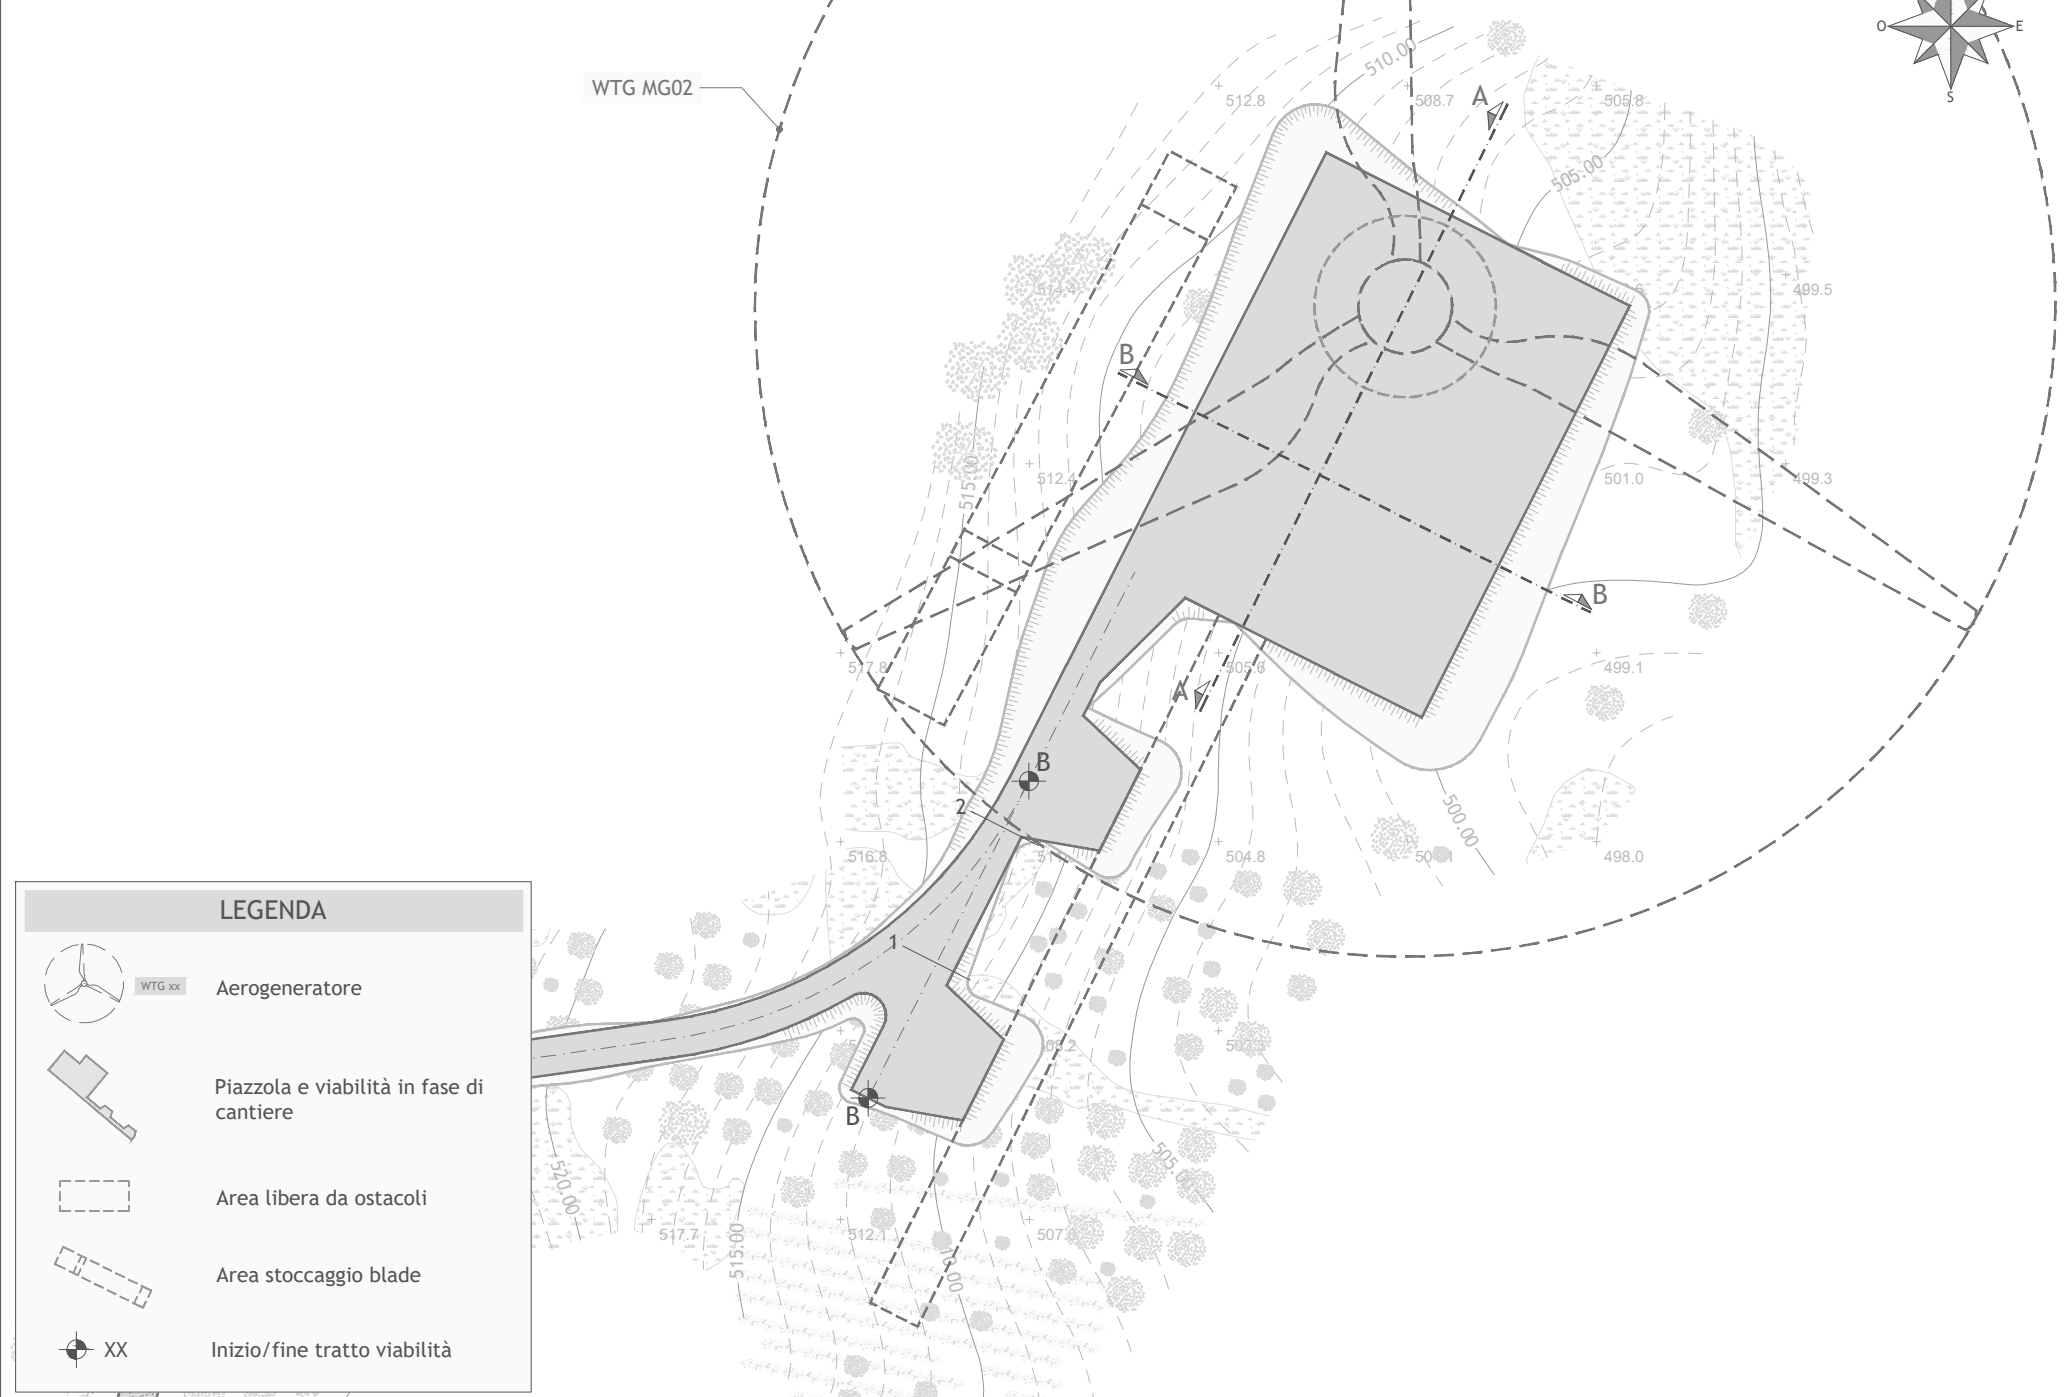 O
E
S
WTG MG02
510.00
A
512.8
508.7
505.8
505.00
514.4
499.5
B
515.00
512.4
501.0
499.3
B
517.8
A
505.6
499.1
B
2
500.00
516.8
504.8
498.0
1
B
505.0
520.00
517.7
515.00
512.1
507.
LEGENDA
WTG xx
Aerogeneratore
Piazzola e viabilità in fase di
cantiere
Area libera da ostacoli
Area stoccaggio blade
XX
Inizio/fine tratto viabilità